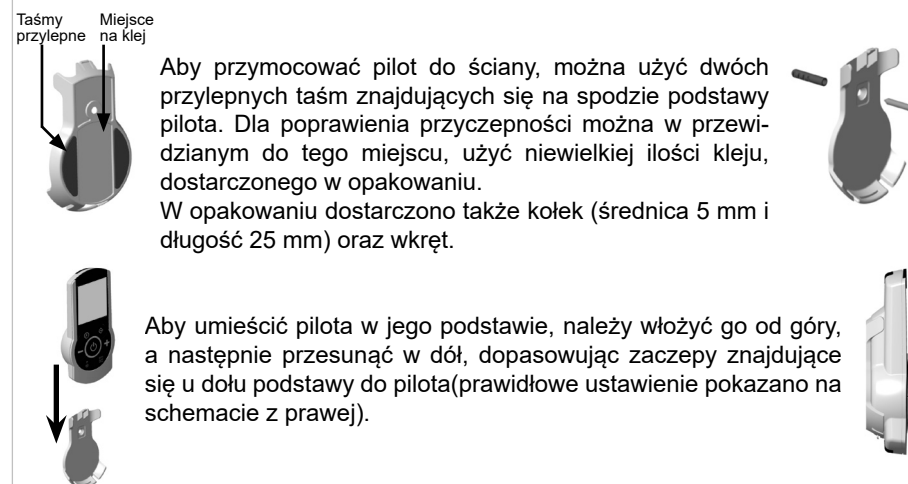 Taśmy przylepne
Miejsce na klej
Aby przymocować pilot do ściany, można użyć dwóch
przylepnych taśm znajdujących się na spodzie podstawy
pilota. Dla poprawienia przyczepności można w przewi-
dzianym do tego miejscu, użyć niewielkiej ilości kleju,
dostarczonego w opakowaniu.
W opakowaniu dostarczono także kołek (średnica 5 mm i
długość 25 mm) oraz wkręt.
Aby umieścić pilota w jego podstawie, należy włożyć go od góry,
a następnie przesunąć w dół, dopasowując zaczepy znajdujące
się u dołu podstawy do pilota(prawidłowe ustawienie pokazano na
schemacie z prawej).